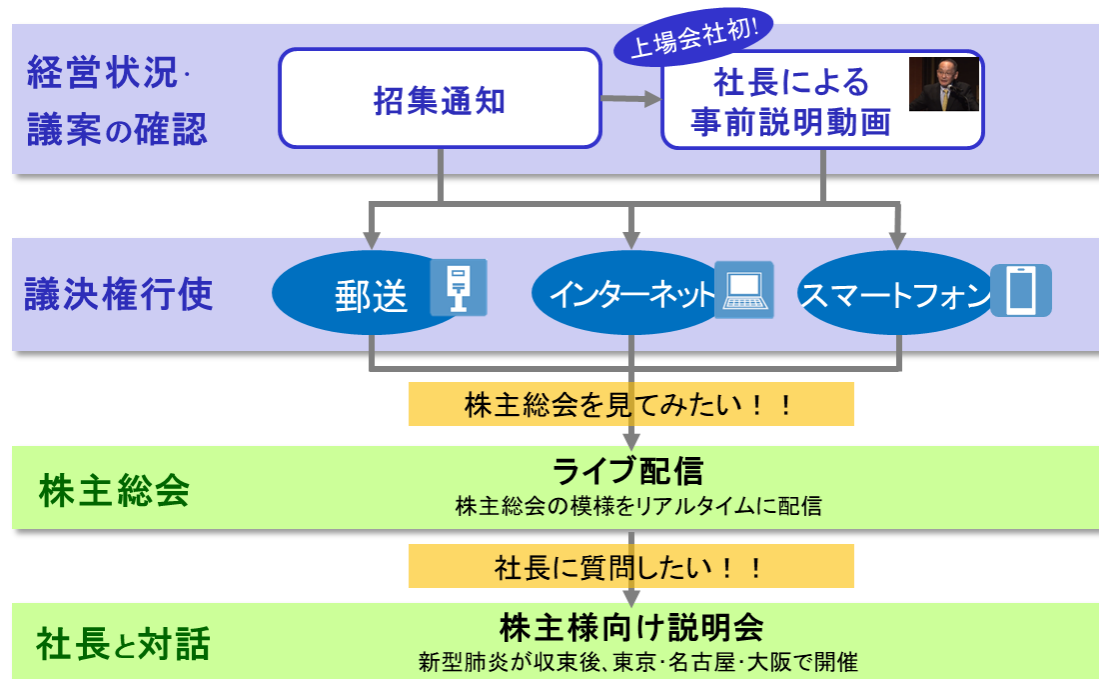 上場会社初!
経営状況・
議案の確認
招集通知
社長による
事前説明動画
議決権行使
郵送
インターネット
スマートフォン
株主総会を見てみたい!!
株主総会
ライブ配信
株主総会の模様をリアルタイムに配信
社長に質問したい!!
社長と対話
株主様向け説明会
新型肺炎が収束後、東京・名古屋・大阪で開催